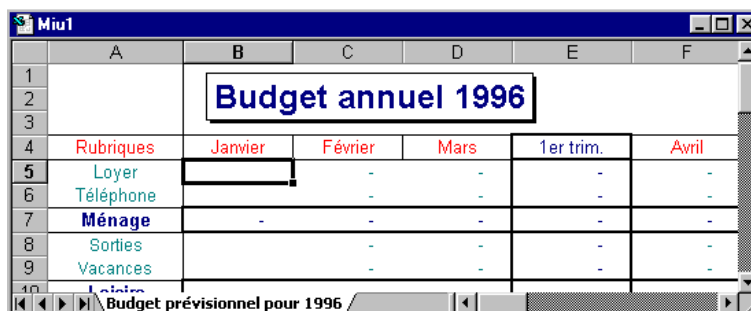 Miu1
A B C D E F
1
2 Budget annuel 1996
3
4 Rubriques Janvier Février Mars 1er trim. Avril
5 Loyer - - - -
6 Téléphone - - - -
7 Ménage - - - - -
8 Sorties - - - -
9 Vacances - - - -
10 Loisirs
Budget prévisionnel pour 1996